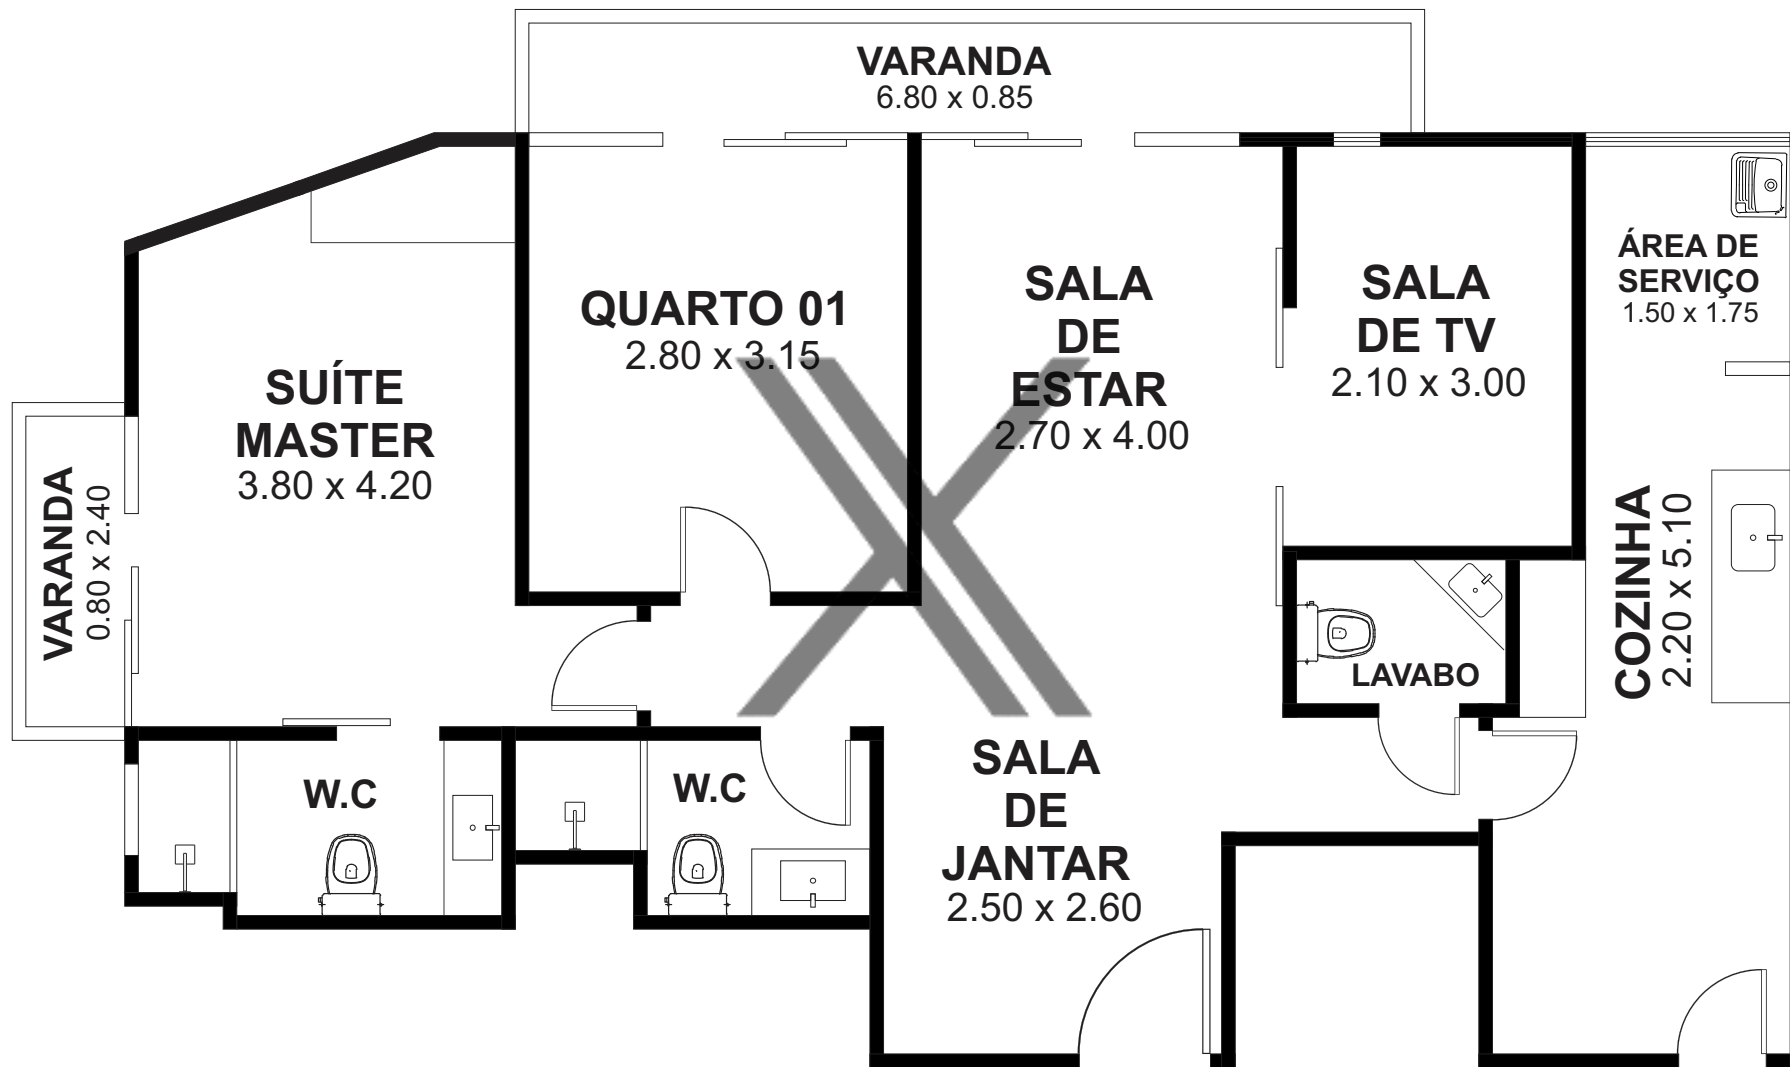 VARANDA
6.80 x 0.85
QUARTO 01
2.80 x 3.15
SALA
DE
ESTAR
2.70 x 4.00
SALA
DE TV
2.10 x 3.00
ÁREA DE
SERVIÇO
1.50 x 1.75
SUÍTE
MASTER
3.80 x 4.20
VARANDA
0.80 x 2.40
COZINHA
2.20 x 5.10
LAVABO
W.C
W.C
SALA
DE
JANTAR
2.50 x 2.60